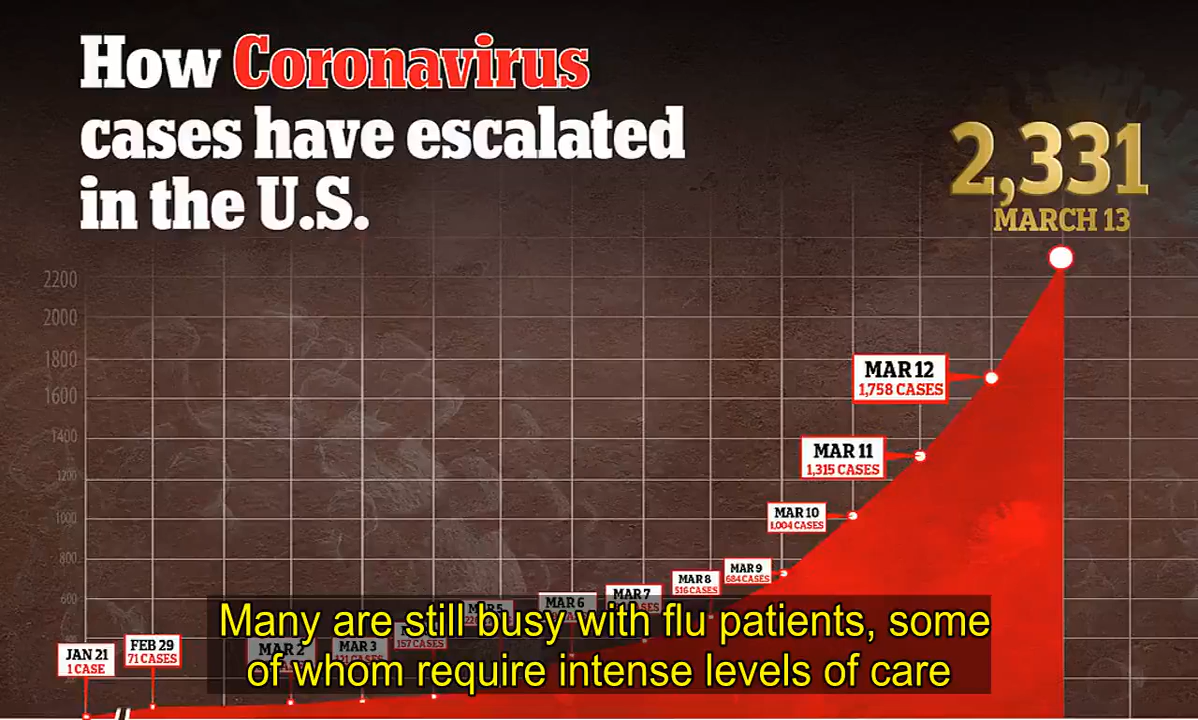 How Coronavirus
cases have escalated
in the U.S.
2,331
MARCH 13
2200
2000
1800
1600
1400
1200
1000
800
600
MAR 12
1,758 CASES
MAR 11
1,315 CASES
MAR 10
1,004 CASES
MAR 9
684 CASES
MAR 8
516 CASES
MAR 7
MAR 6
MAR 5
157 CASES
MAR 3
MAR 2
FEB 29
71 CASES
JAN 21
1 CASE
Many are still busy with flu patients, some
of whom require intense levels of care